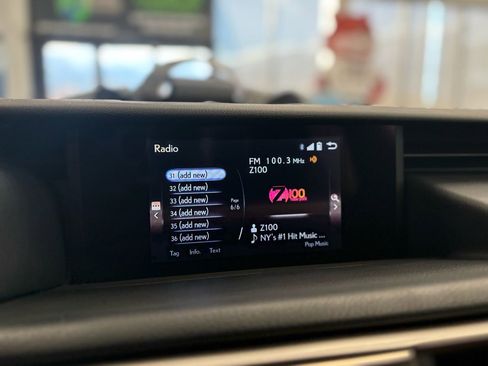 Radio
FM 100.3 MHz
Z100
31 (add new)
32 (add new)
33 (add new)
34 (add new)
35 (add new)
36 (add new)
Page
6/6
Z100
Z100
NY's #1 Hit Music ...
Pop Music
Tag Info. Text